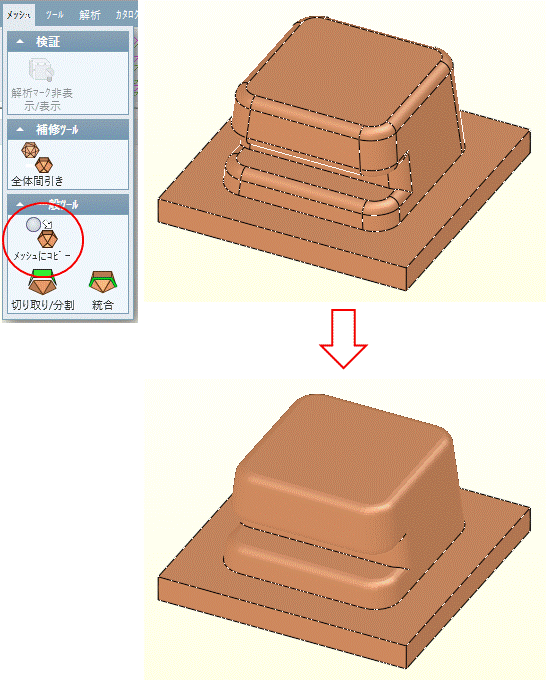 メッシュ ツール 解析 カタログ
検証
解析マーク非表
示/表示
補修ツール
全体間引き
般ツール
メッシュにコピー
切り取り/分割 統合